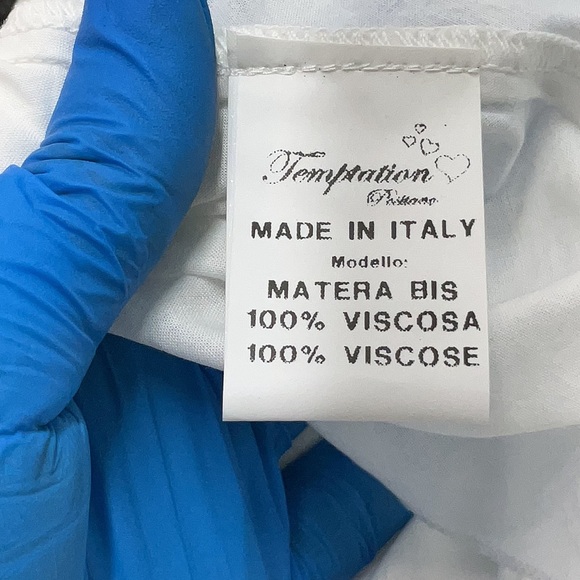 Temptation
Positano
MADE IN ITALY
Modello:
MATERA BIS
100% VISCOSA
100% VISCOSE